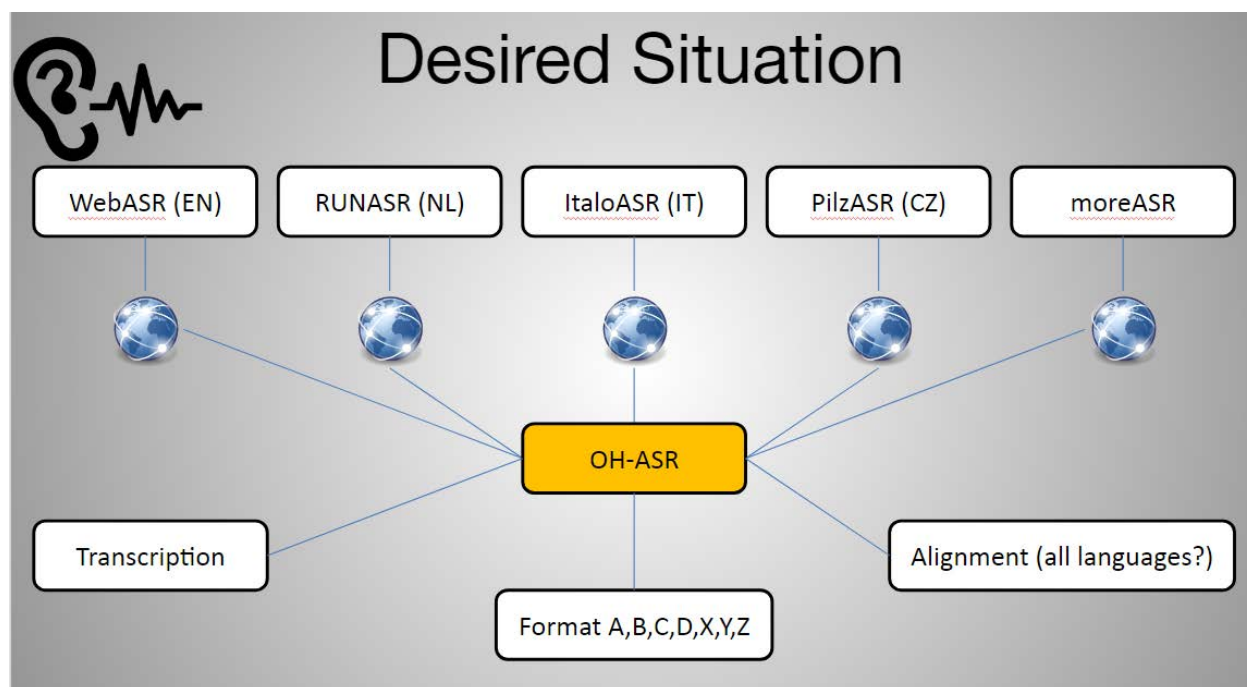 Desired Situation
WebASR (EN)
RUNASR (NL)
ItaloASR (IT)
PilzASR (CZ)
moreASR
OH-ASR
Transcription
Alignment (all languages?)
Format A,B,C,D,X,Y,Z